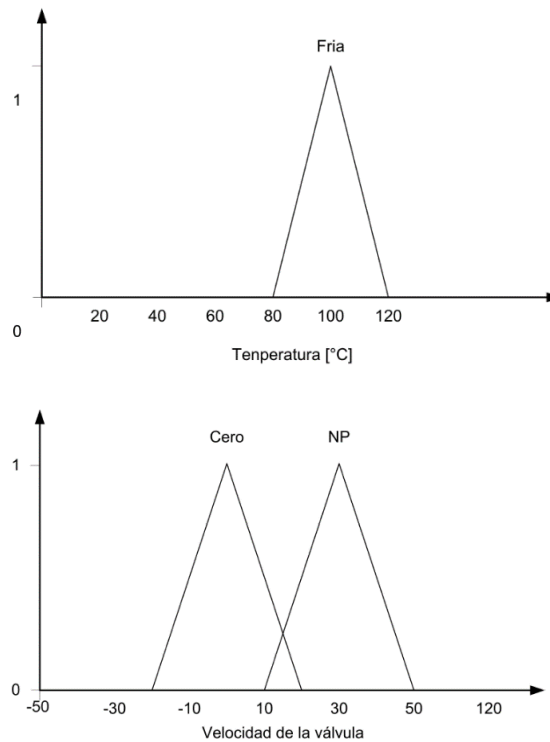 Fria
1
20 40 60 80 100 120
0
Tenperatura [°C]
Cero NP
1
0
-50 -30 -10 10 30 50 120
Velocidad de la válvula